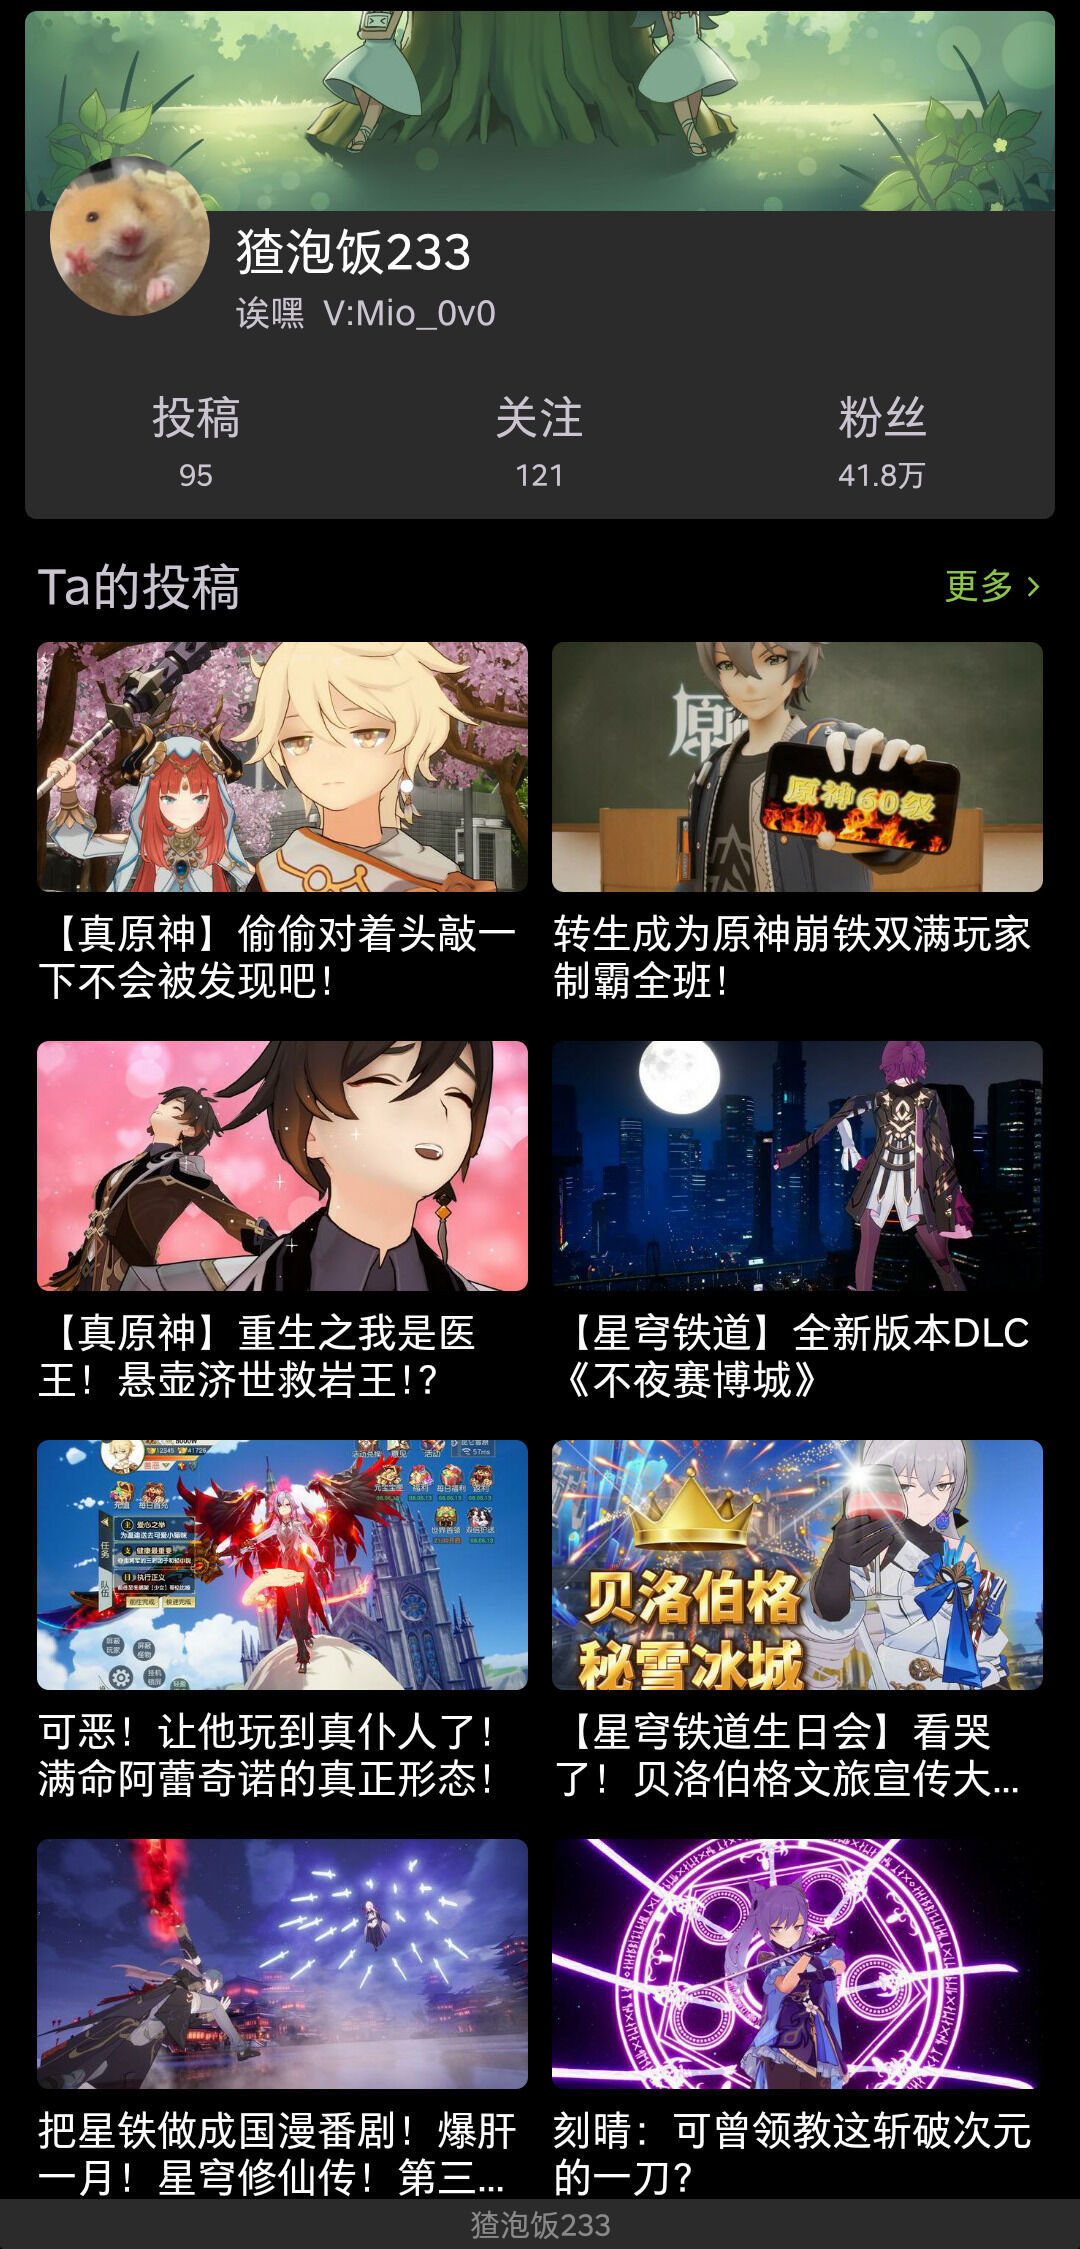 猹泡饭233
诶嘿 V:Mio_0v0
投稿
关注
粉丝
95
121
41.8万
Ta的投稿
更多
原神60级
【真原神】偷偷对着头敲一
下不会被发现吧！
转生成为原神崩铁双满玩家
制霸全班！
【真原神】重生之我是医
王！悬壶济世救岩王！？
【星穹铁道】全新版本DLC
《不夜赛博城》
贝洛伯格
秘雪冰城
可恶！让他玩到真仆人了！
满命阿蕾奇诺的真正形态！
【星穹铁道生日会】看哭
了！贝洛伯格文旅宣传大...
把星铁做成国漫番剧！爆肝
一月！星穹修仙传！第三...
刻晴：可曾领教这斩破次元
的一刀？
猹泡饭233